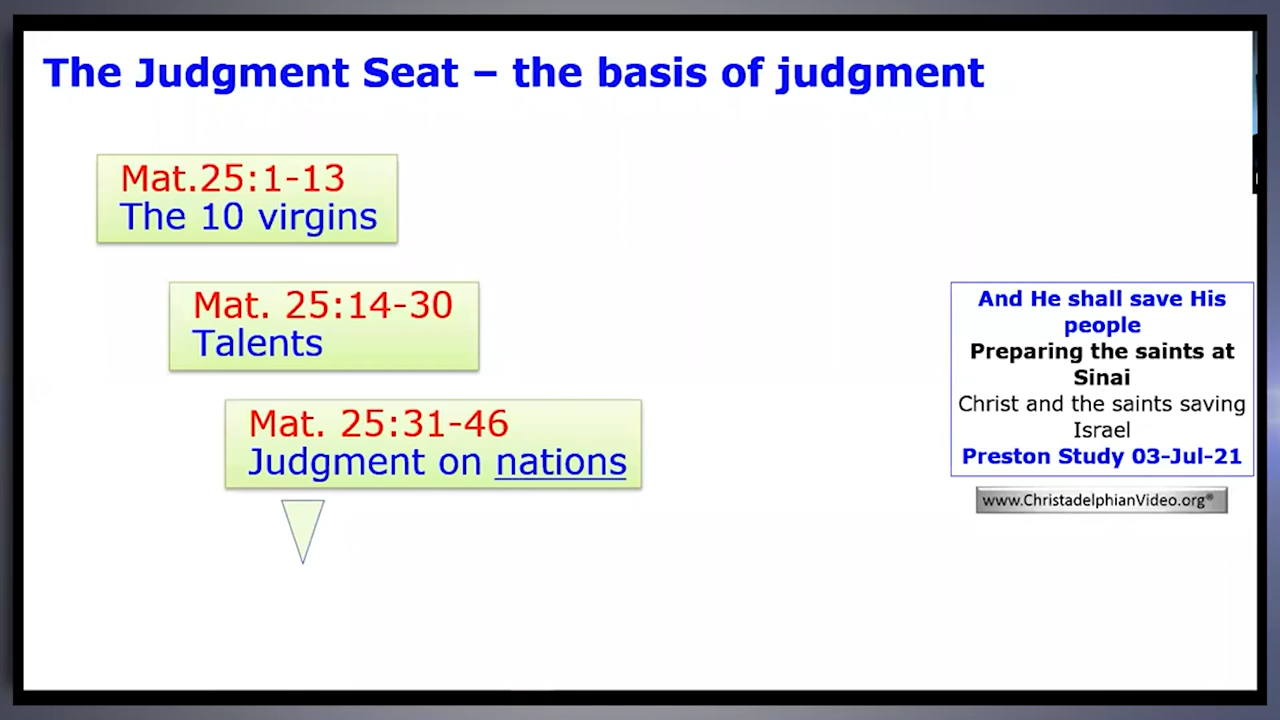 The Judgment Seat – the basis of judgment
Mat.25:1-13
The 10 virgins
Mat. 25:14-30
Talents
Mat. 25:31-46
Judgment on nations
And He shall save His
people
Preparing the saints at
Sinai
Christ and the saints saving
Israel
Preston Study 03-Jul-21
www.ChristadelphianVideo.org®